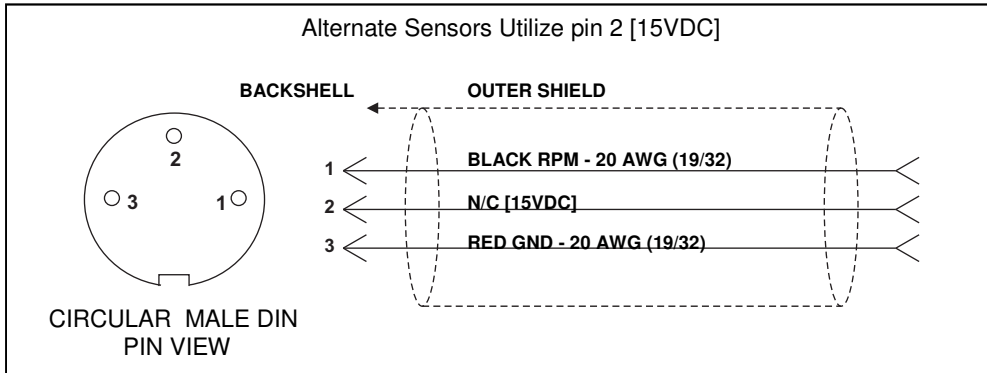 Alternate Sensors Utilize pin 2 [15VDC]
BACKSHELL
OUTER SHIELD
2
3
1
1
BLACK RPM - 20 AWG (19/32)
2
N/C [15VDC]
3
RED GND - 20 AWG (19/32)
CIRCULAR MALE DIN
PIN VIEW